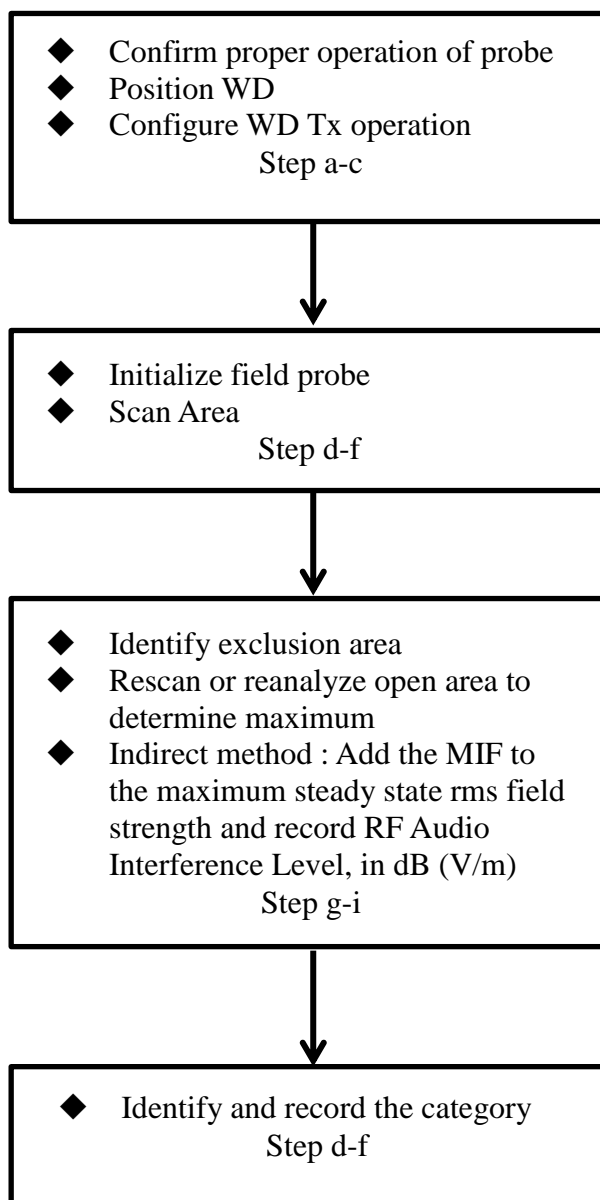 ◆ Confirm proper operation of probe
◆ Position WD
◆ Configure WD Tx operation
Step a-c
◆ Initialize field probe
◆ Scan Area
Step d-f
◆ Identify exclusion area
◆ Rescan or reanalyze open area to
determine maximum
◆ Indirect method : Add the MIF to
the maximum steady state rms field
strength and record RF Audio
Interference Level, in dB (V/m)
Step g-i
◆ Identify and record the category
Step d-f